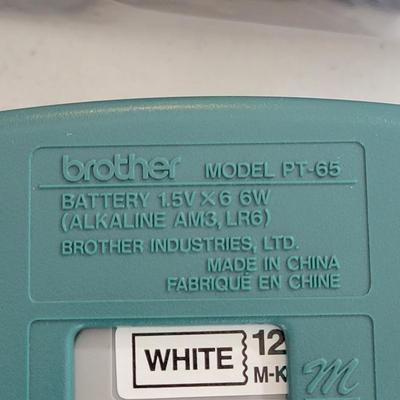 brother MODEL PT-65
BATTERY 1.5V×6 6W
(ALKALINE AM3, LR6)
BROTHER INDUSTRIES, LTD.
MADE IN CHINA
FABRIQUÉ EN CHINE
WHITE 12
M-K
M